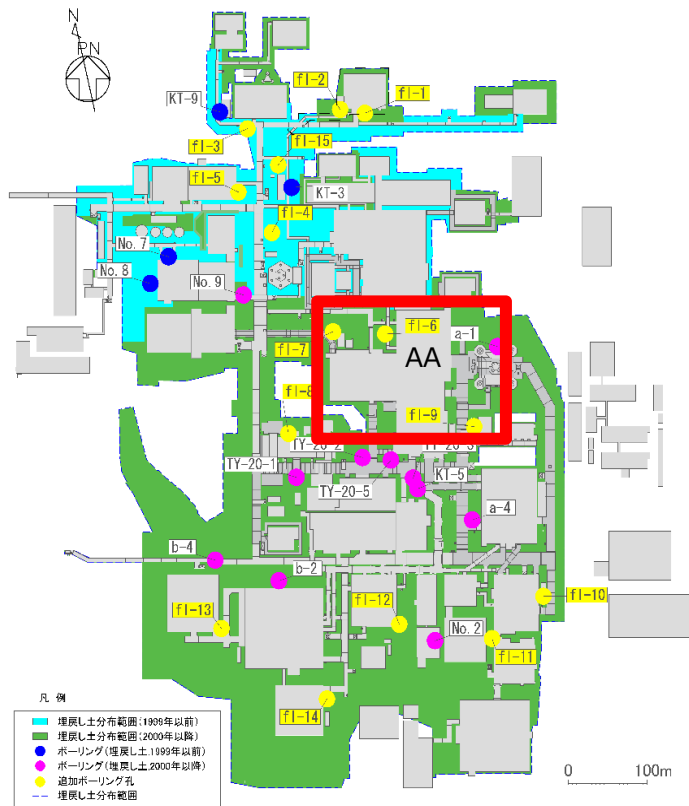 N
PN
fl-2
fl-1
KT-9
fl-3
fl-15
fl-5
KT-3
fl-4
No. 7
No. 8
No. 9
fl-6
a-1
fl-7
AA
fl-8
fl-9
TY-20-2
TY-20-3
TY-20-1
KT-5
TY-20-5
a-4
b-4
b-2
fl-10
fl-12
fl-13
No. 2
fl-11
fl-14
凡 例
埋戻し土分布範囲(1999年以前)
埋戻し土分布範囲(2000年以降)
ボーリング(埋戻し土,1999年以前)
ボーリング(埋戻し土,2000年以降)
追加ボーリング孔
埋戻し土分布範囲
0 100m